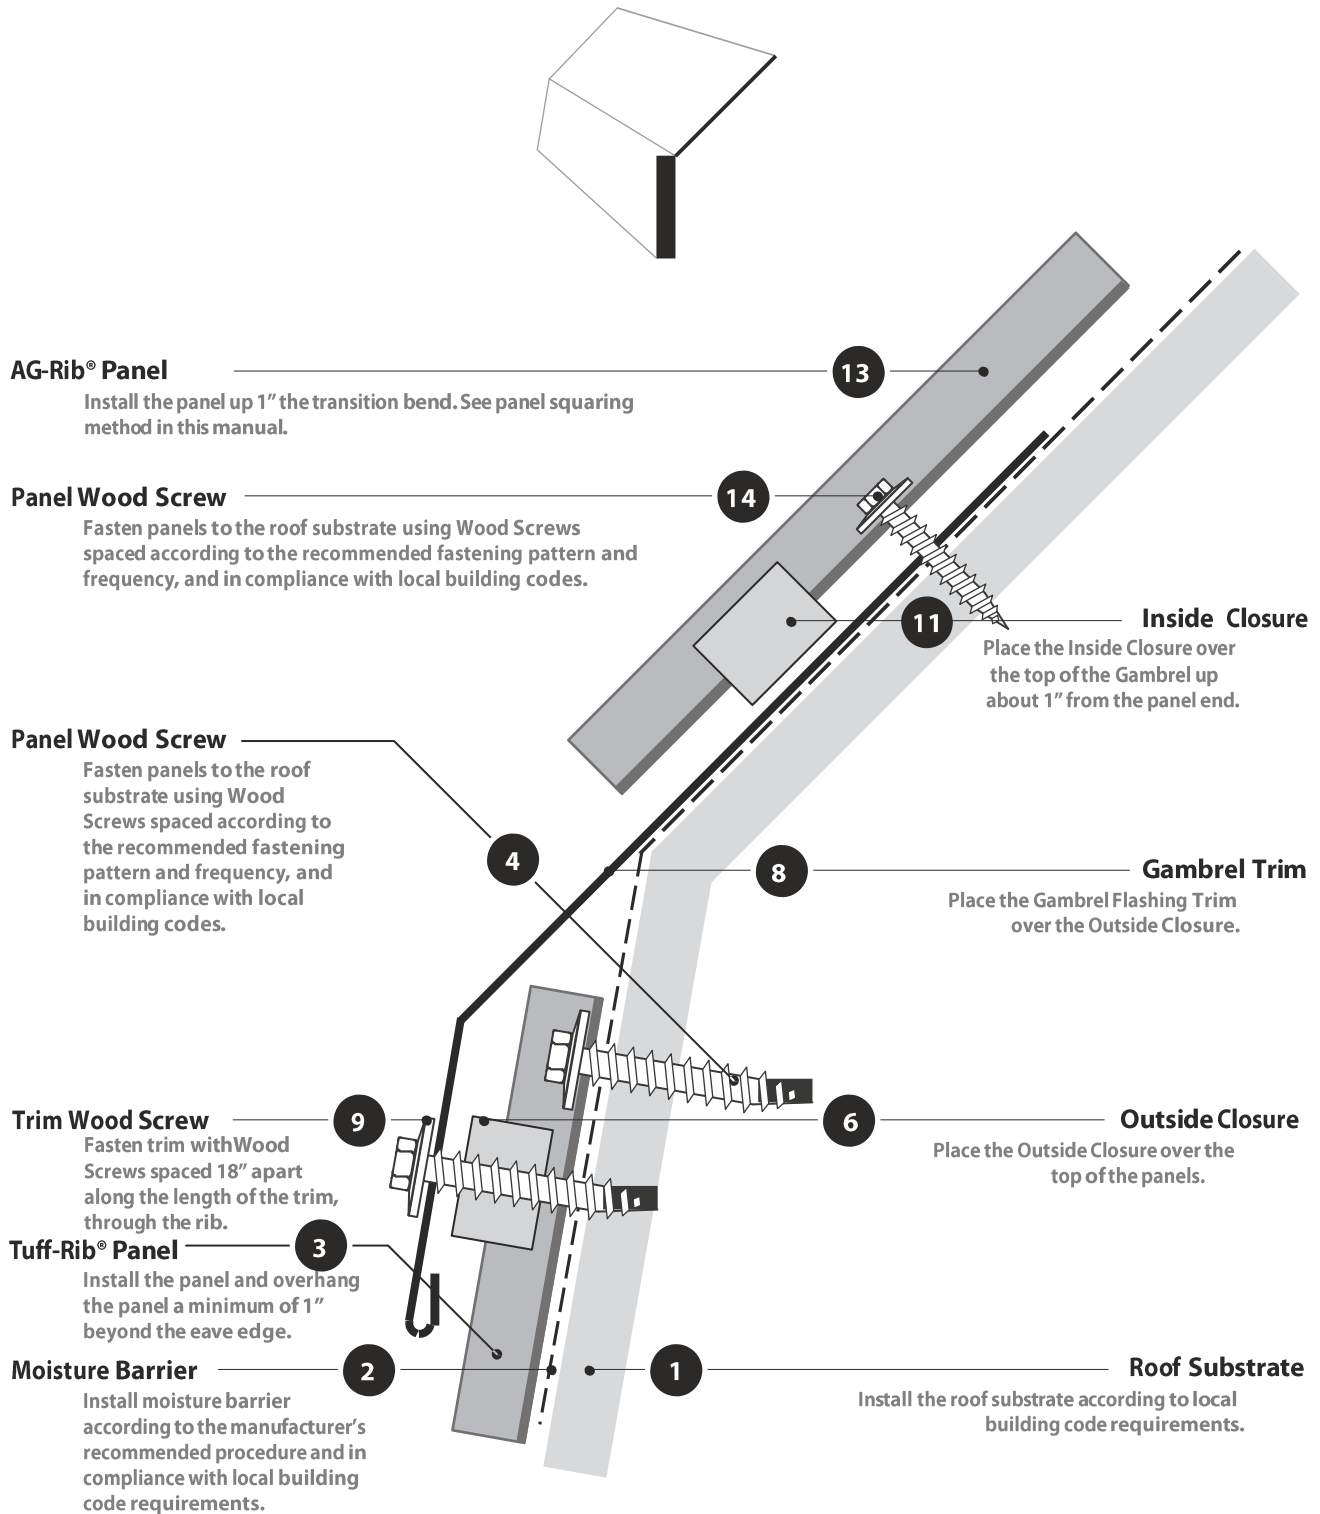 AG-Rib® Panel
13
Install the panel up 1” the transition bend. See panel squaring
method in this manual.
Panel Wood Screw
14
Fasten panels to the roof substrate using Wood Screws
spaced according to the recommended fastening pattern and
frequency, and in compliance with local building codes.
11
Inside Closure
Place the Inside Closure over
the top of the Gambrel up
about 1” from the panel end.
Panel Wood Screw
Fasten panels to the roof
substrate using Wood
Screws spaced according to
the recommended fastening
pattern and frequency, and
in compliance with local
building codes.
4
8
Gambrel Trim
Place the Gambrel Flashing Trim
over the Outside Closure.
Trim Wood Screw
9
Fasten trim with Wood
Screws spaced 18” apart
along the length of the trim,
through the rib.
6
Outside Closure
Place the Outside Closure over the
top of the panels.
Tuff-Rib® Panel
3
Install the panel and overhang
the panel a minimum of 1”
beyond the eave edge.
Moisture Barrier
2
Install moisture barrier
according to the manufacturer’s
recommended procedure and in
compliance with local building
code requirements.
1
Roof Substrate
Install the roof substrate according to local
building code requirements.